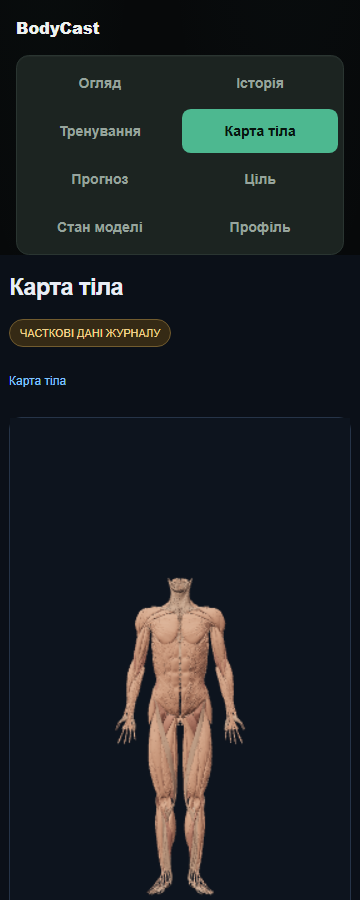 BodyCast
Огляд
Історія
Тренування
Карта тіла
Прогноз
Ціль
Стан моделі
Профіль
Карта тіла
ЧАСТКОВІ ДАНІ ЖУРНАЛУ
Карта тіла